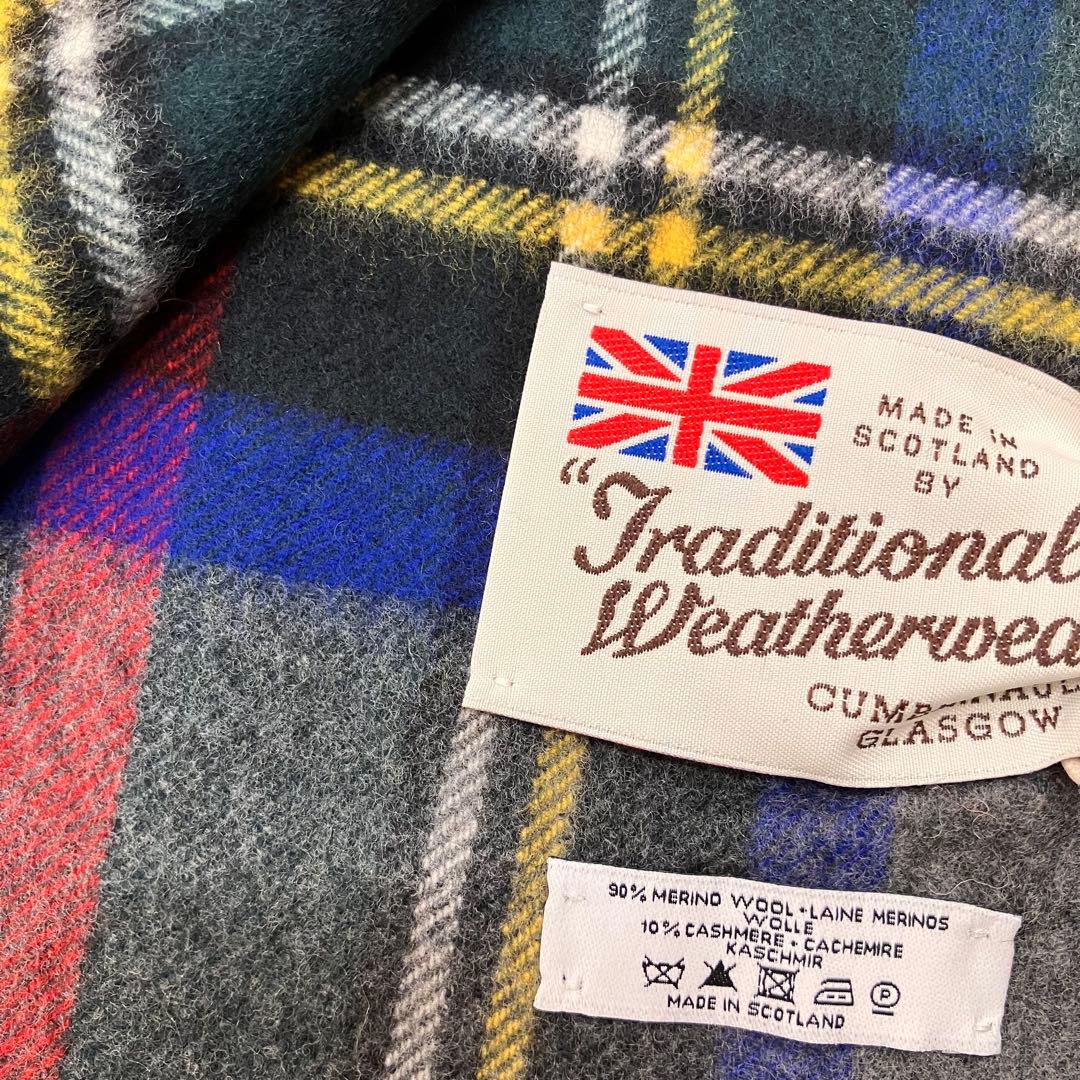 MADE IN
SCOTLAND
BY
"Traditional
Weatherwea
GLASGOW
90% MERINO WOOL • LAINE MERINOS
WOLLE
10% CASHMERE • CACHEMIRE
KASCHMIR
P
MADE IN SCOTLAND